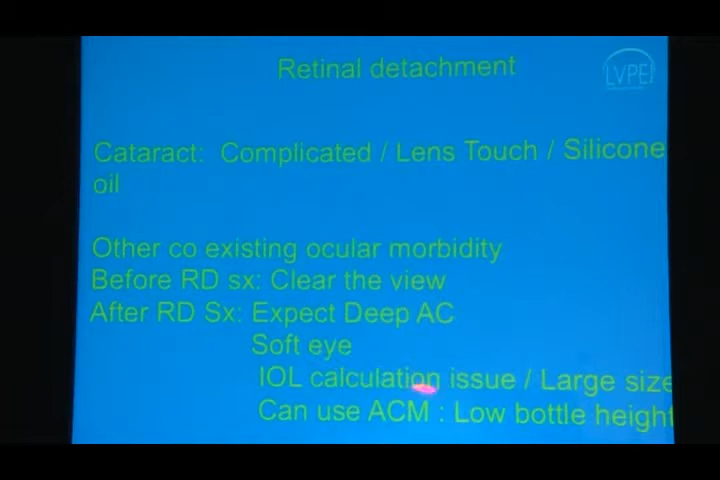 Retinal detachment
LVPEI
Cataract: Complicated / Lens Touch / Silicone
oil
Other co existing ocular morbidity
Before RD sx: Clear the view
After RD Sx: Expect Deep AC
Soft eye
IOL calculation issue / Large size
Can use ACM : Low bottle height